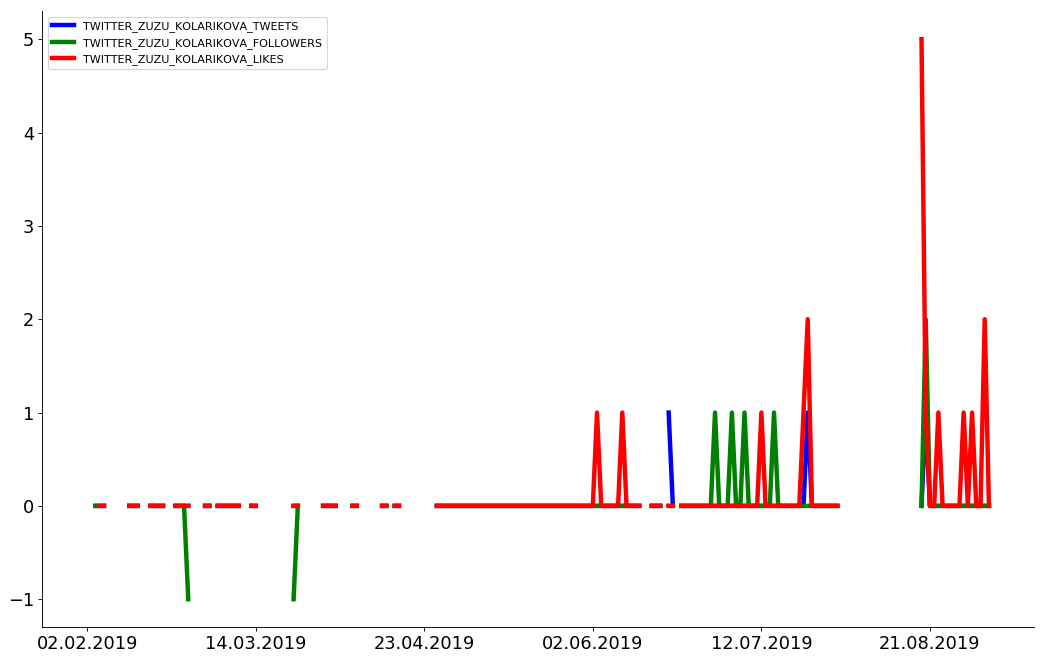 TWITTER_ZUZU_KOLARIKOVA_TWEETS
TWITTER_ZUZU_KOLARIKOVA_FOLLOWERS
TWITTER_ZUZU_KOLARIKOVA_LIKES
5
4
3
2
1
0
−1
02.02.2019 14.03.2019 23.04.2019 02.06.2019 12.07.2019 21.08.2019